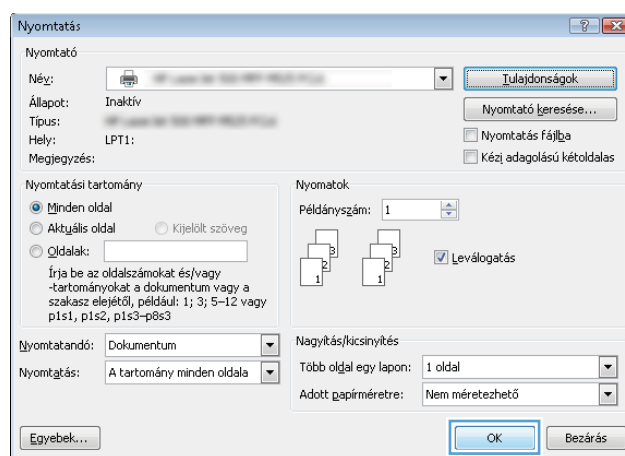 Nyomtatás
Nyomtató
Név:
Tulajdonságok
Állapot: Inaktív
Nyomtató keresése...
Típus:
Hely: LPT1:
Nyomtatás fájlba
Megjegyzés:
Kézi adagolású kétoldalas
Nyomtatási tartomány
Minden oldal
Aktuális oldal Kijelölt szöveg
Oldalak:
Írja be az oldalszámokat és/vagy
-tartományokat a dokumentum vagy a
szakasz elejétől, például: 1; 3; 5–12 vagy
p1s1, p1s2, p1s3–p8s3
Nyomatok
Példányszám: 1
3 3
2 2
1 1
Leválogatás
Nyomtatandó: Dokumentum
Nyomtatás: A tartomány minden oldala
Nagyítás/kicsinyítés
Több oldal egy lapon: 1 oldal
Adott papírméretre: Nem méretezhető
Egyebek...
OK
Bezárás